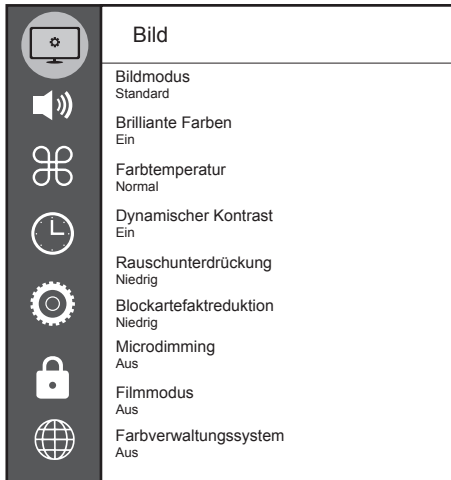 Bild
Bildmodus
Standard
Brilliante Farben
Ein
Farbtemperatur
Normal
Dynamischer Kontrast
Ein
Rauschunterdrückung
Niedrig
Blockartefaktreduktion
Niedrig
Microdimming
Aus
Filmmodus
Aus
Farbverwaltungssystem
Aus